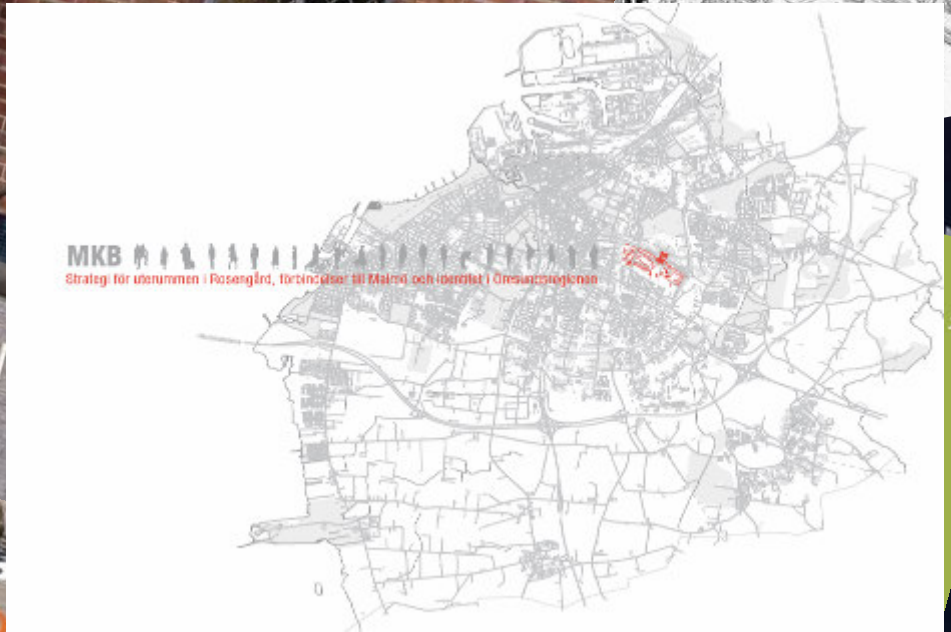 MKB
Strategi för uterummen i Rosengård, förbindelser till Malmö och identitet i Öresundsregionen